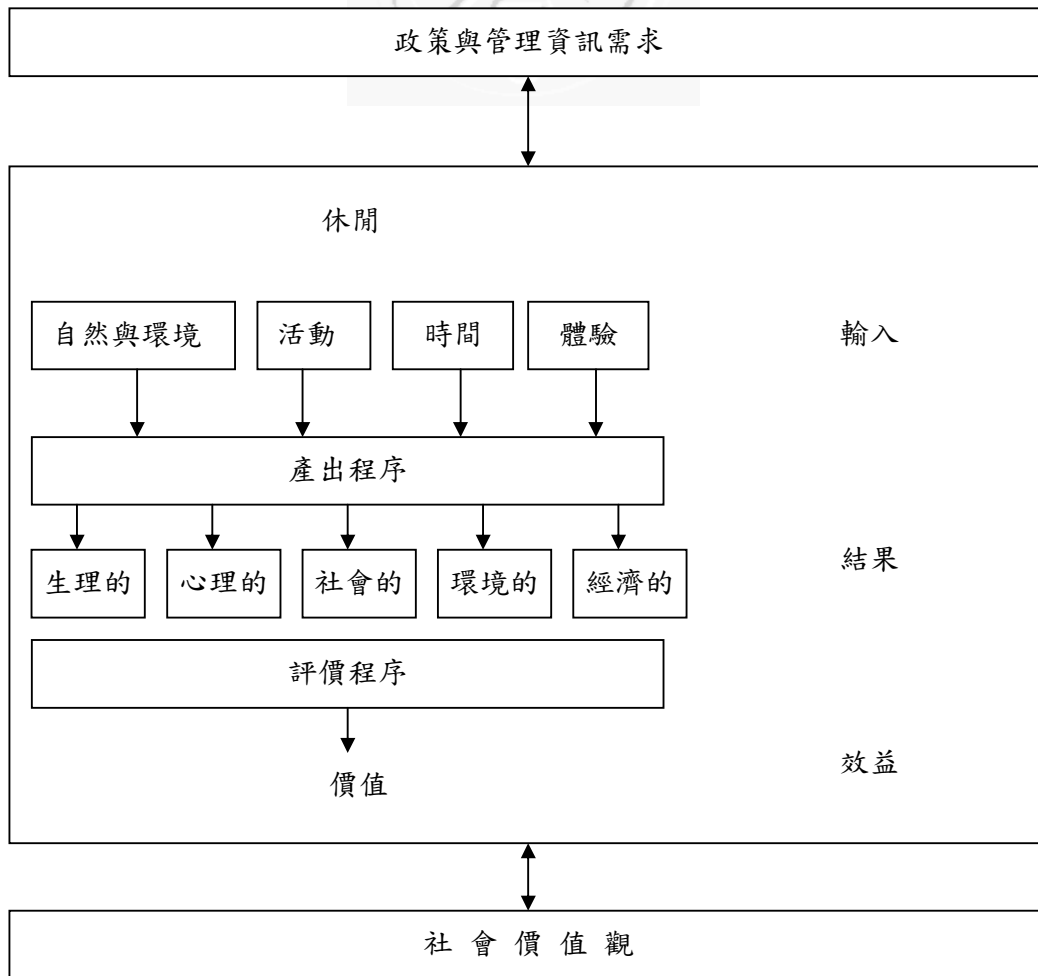 政策與管理資訊需求
休閒
自然與環境 活動 時間 體驗 輸入
產出程序
生理的 心理的 社會的 環境的 經濟的 結果
評價程序
價值 效益
社 會 價 值 觀